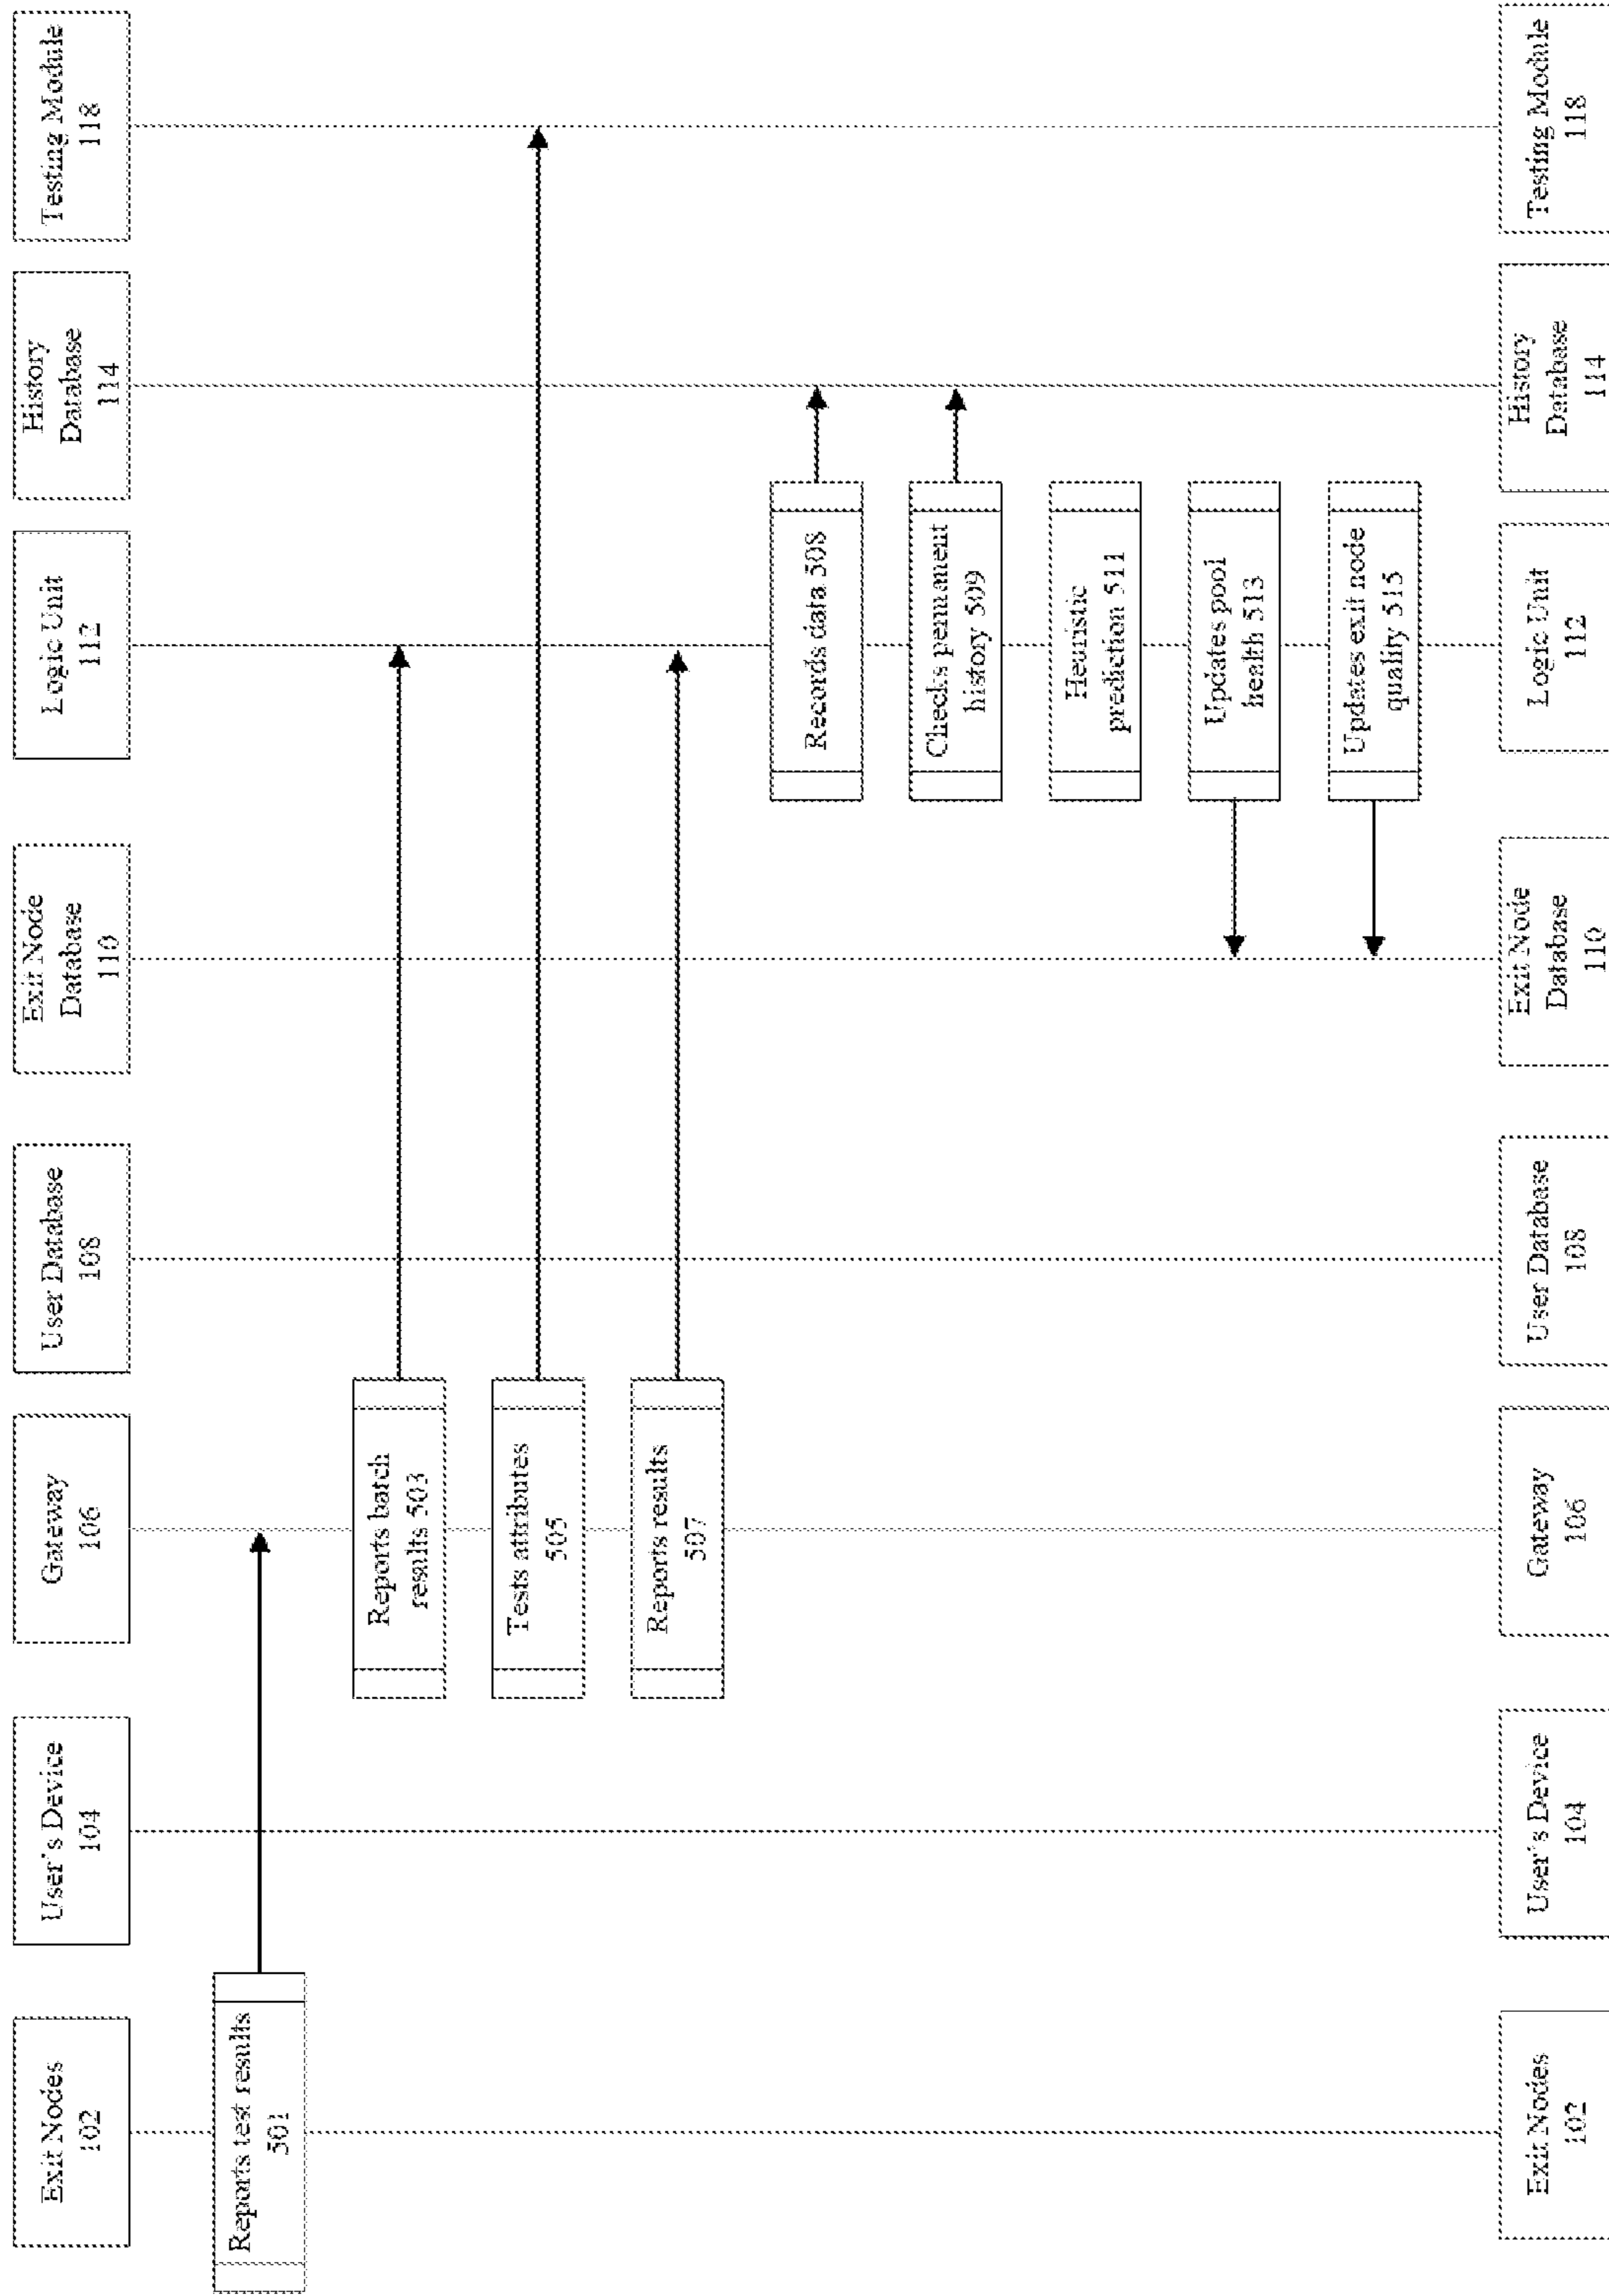 Exit Nodes
102
User's Device
104
Gateway
106
User Database
108
Exit Node
Database
110
Logic Unit
112
History
Database
114
Testing Module
118
Reports test results
501
Reports batch
results 503
Tests attributes
505
Reports results
507
Records data 508
Checks permanent
history 509
Heuristic
prediction 511
Updates pool
health 513
Updates exit node
quality 515
Exit Nodes
102
User's Device
104
Gateway
106
User Database
108
Exit Node
Database
110
Logic Unit
112
History
Database
114
Testing Module
118